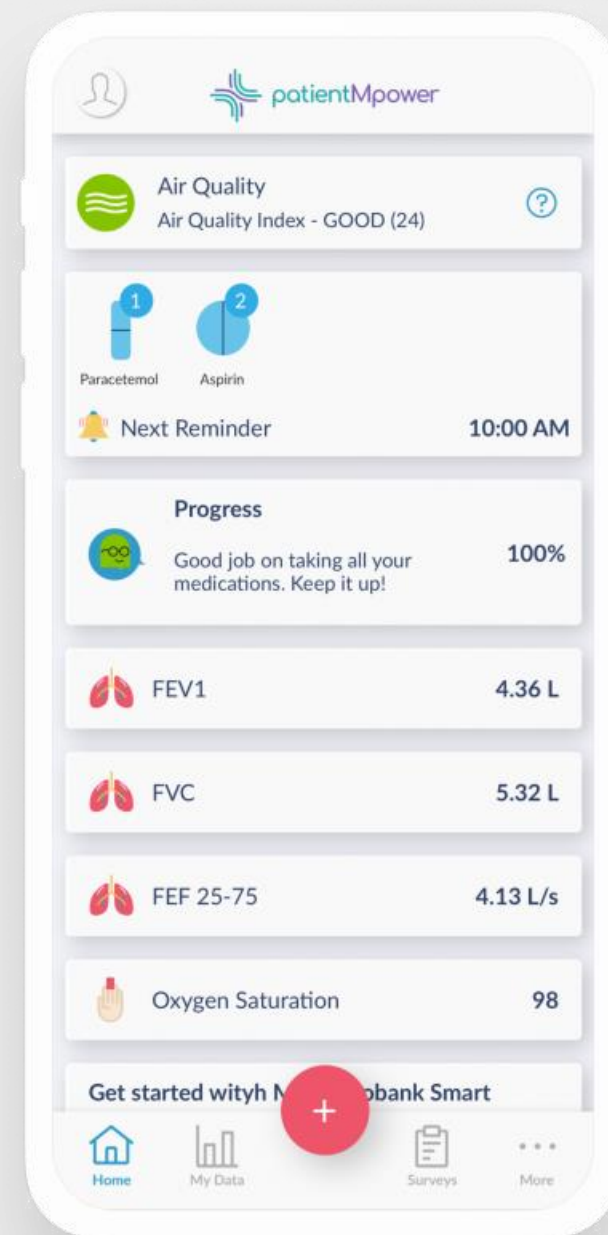 patientMpower
Air Quality
Air Quality Index - GOOD (24)
?
1
2
Paracetemol
Aspirin
Next Reminder
10:00 AM
Progress
Good job on taking all your
medications. Keep it up!
100%
FEV1
4.36 L
FVC
5.32 L
FEF 25-75
4.13 L/s
Oxygen Saturation
98
Get started wityh
Smart
+
Home
My Data
Surveys
More